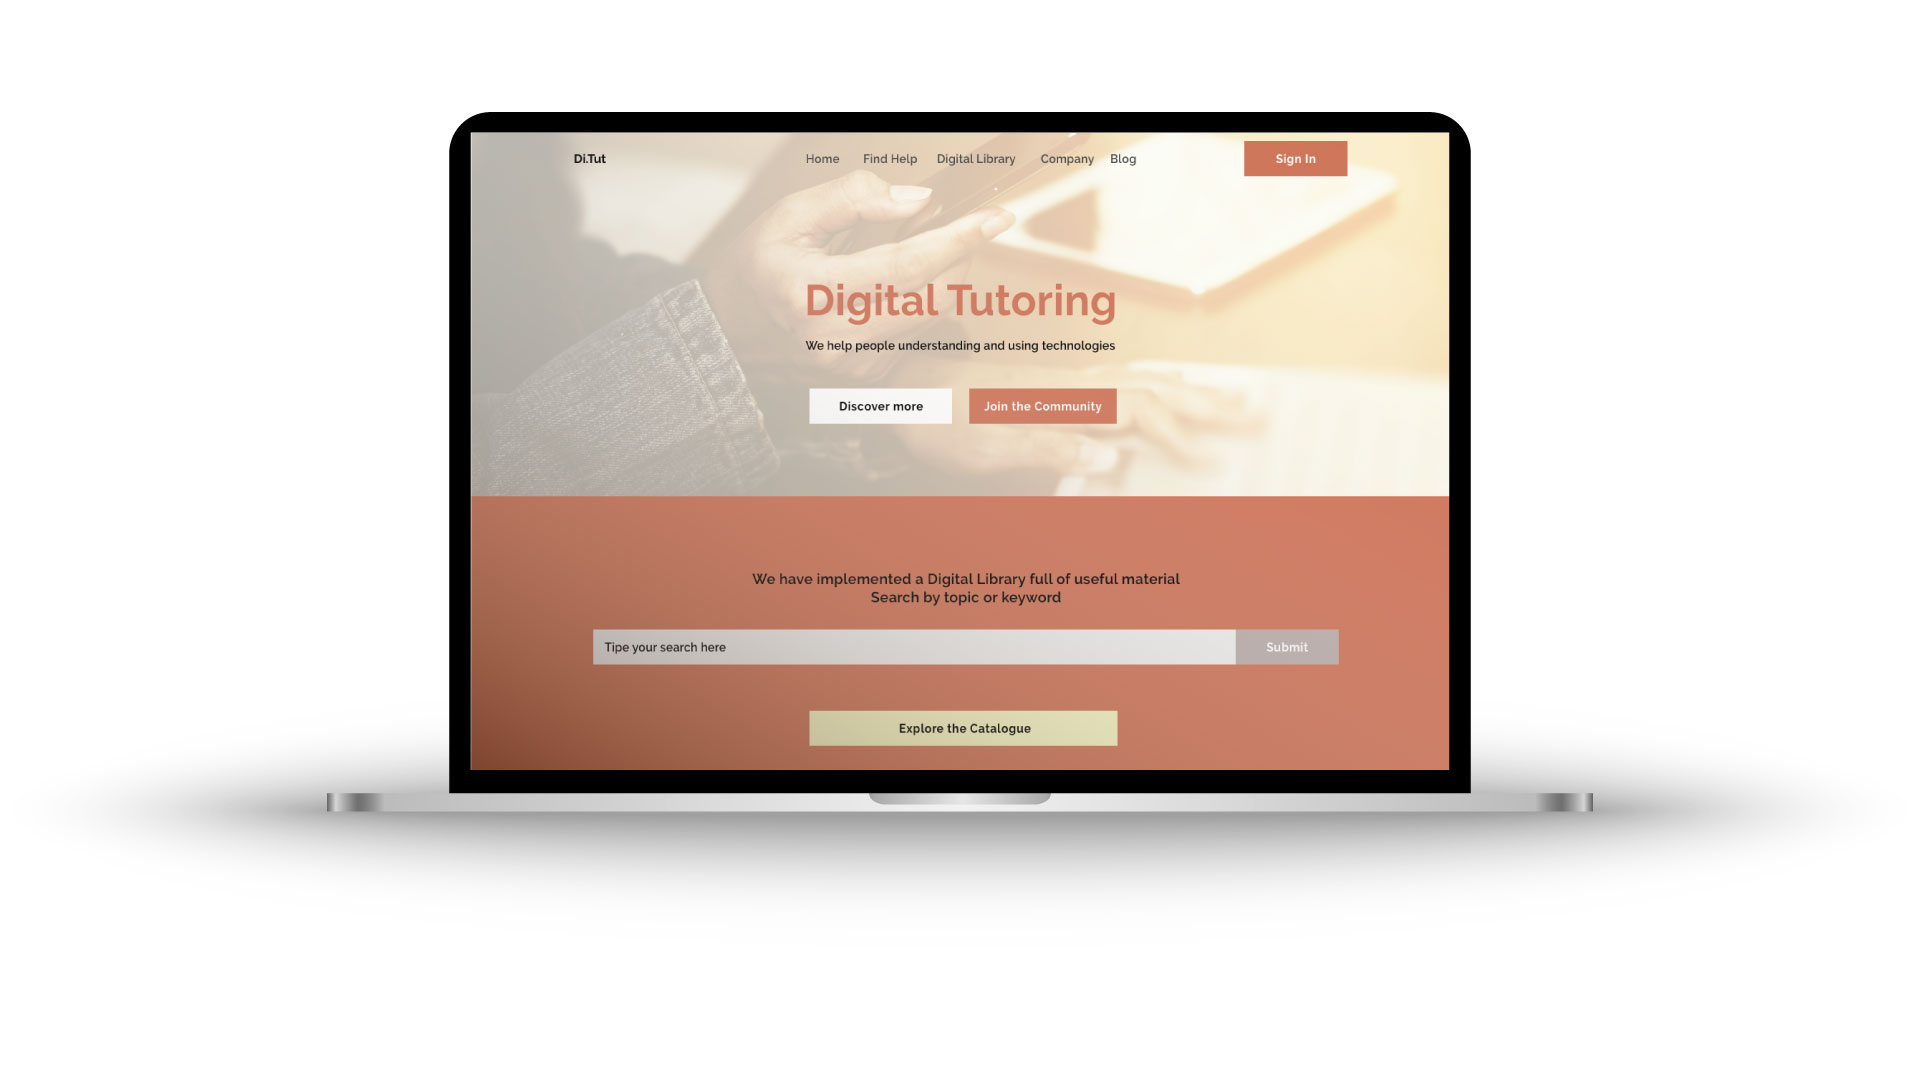 Di.Tut
Home Find Help Digital Library Company Blog
Sign In
Digital Tutoring
We help people understanding and using technologies
Discover more
Join the Community
We have implemented a Digital Library full of useful material
Search by topic or keyword
Tipe your search here
Submit
Explore the Catalogue